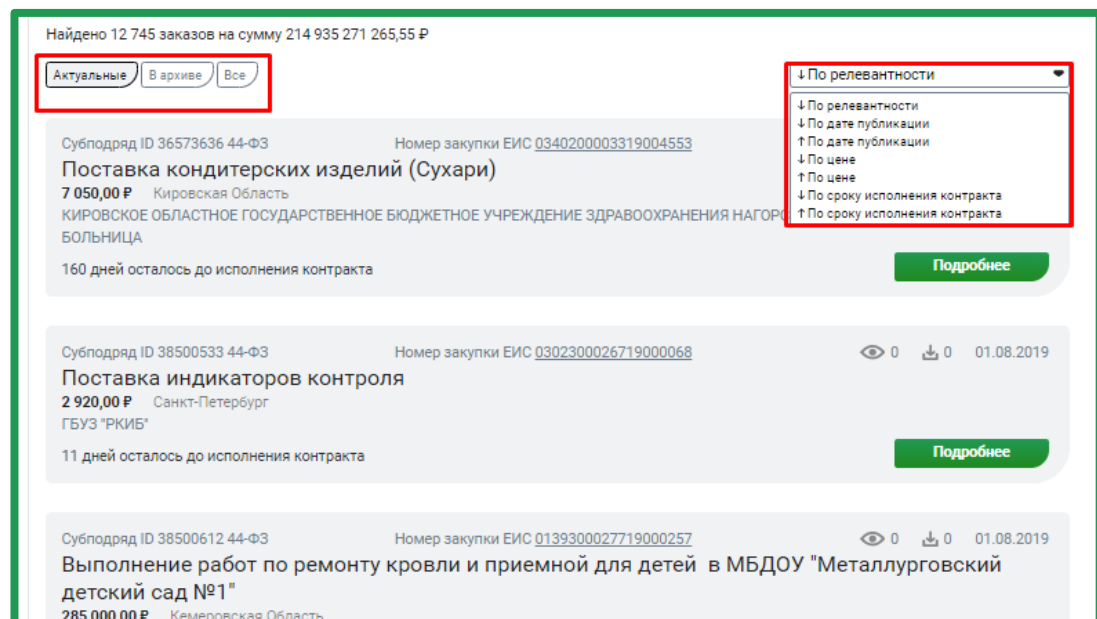 Найдено 12 745 заказов на сумму 214 935 271 265,55 ₽
Актуальные В архиве Все
↓По релевантности
↓По релевантности
↓По дате публикации
↑По дате публикации
↓По цене
↑По цене
↓По сроку исполнения контракта
↑По сроку исполнения контракта
Субподряд ID 36573636 44-ФЗ Номер закупки ЕИС 0340200003319004553
Поставка кондитерских изделий (Сухари)
7 050,00 ₽ Кировская Область
КИРОВСКОЕ ОБЛАСТНОЕ ГОСУДАРСТВЕННОЕ БЮДЖЕТНОЕ УЧРЕЖДЕНИЕ ЗДРАВООХРАНЕНИЯ
БОЛЬНИЦА
160 дней осталось до исполнения контракта
Подробнее
Субподряд ID 38500533 44-ФЗ Номер закупки ЕИС 0302300026719000068 0 0 01.08.2019
Поставка индикаторов контроля
2 920,00 ₽ Санкт-Петербург
ГБУЗ "РКИБ"
11 дней осталось до исполнения контракта
Подробнее
Субподряд ID 38500612 44-ФЗ Номер закупки ЕИС 0139300027719000257 0 0 01.08.2019
Выполнение работ по ремонту кровли и приемной для детей в МБДОУ "Металлурговский
детский сад №1"
285 000,00 ₽ Кемеровская Область